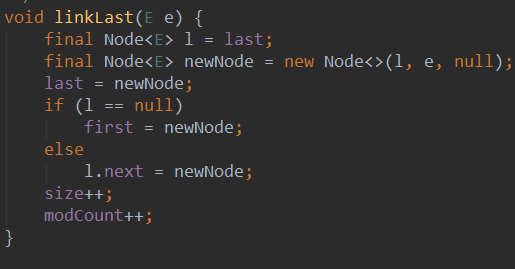 void linkLast(E e) {
    final Node<E> l = last;
    final Node<E> newNode = new Node<>(l, e, null);
    last = newNode;
    if (l == null)
        first = newNode;
    else
        l.next = newNode;
    size++;
    modCount++;
}